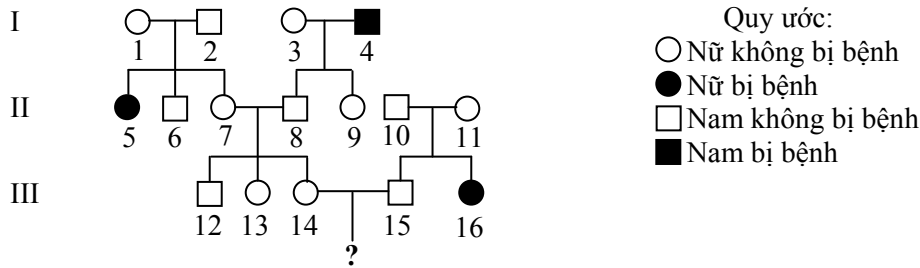 I
1 2 3 4
II
5 6 7 8 9 10 11
III
12 13 14 15 16
?
Quy ước:
Nữ không bị bệnh
Nữ bị bệnh
Nam không bị bệnh
Nam bị bệnh